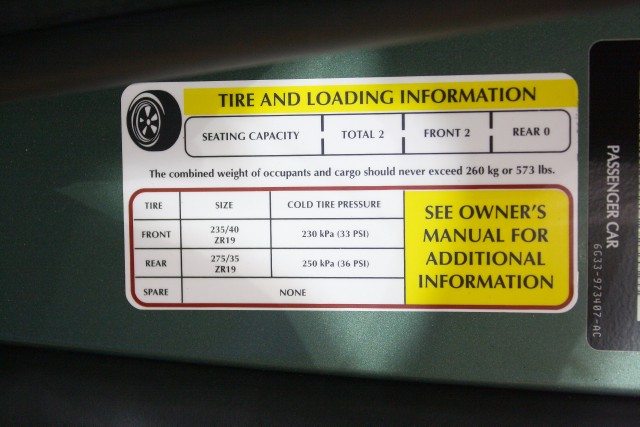 TIRE AND LOADING INFORMATION
SEATING CAPACITY TOTAL 2 FRONT 2 REAR 0
The combined weight of occupants and cargo should never exceed 260 kg or 573 lbs.
TIRE SIZE COLD TIRE PRESSURE
FRONT 235/40 ZR19 230 kPa (33 PSI)
REAR 275/35 ZR19 250 kPa (36 PSI)
SPARE NONE
SEE OWNER'S
MANUAL FOR
ADDITIONAL
INFORMATION
PASSENGER CAR
6G33-973407-AC